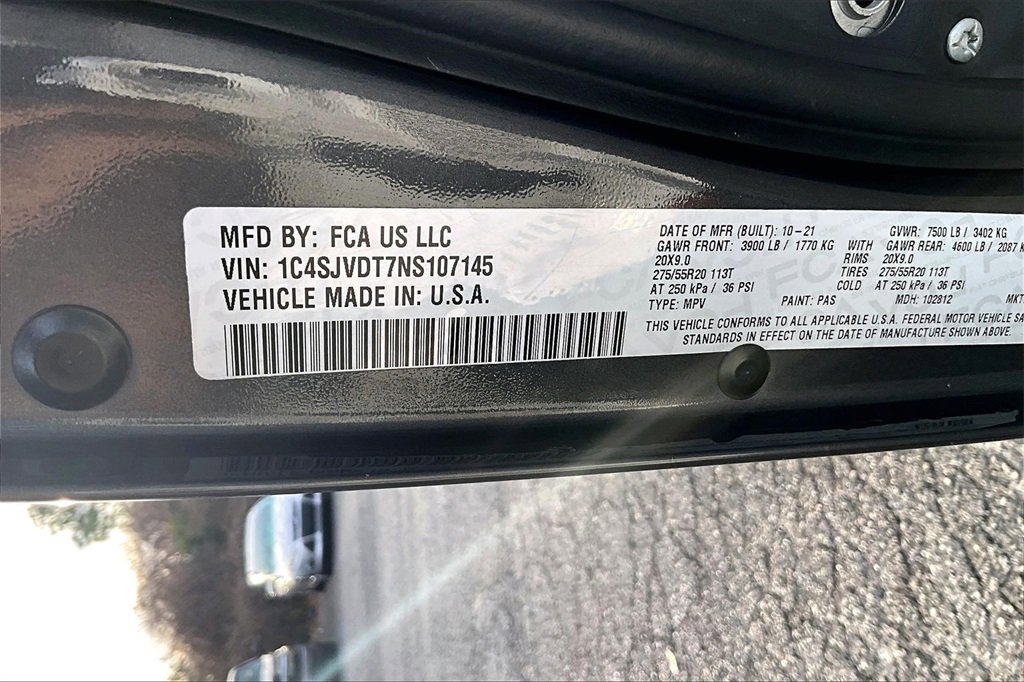 MFD BY: FCA US LLC
VIN: 1C4SJVDT7NS107145
VEHICLE MADE IN: U.S.A.
DATE OF MFR (BUILT): 10-21 GVWR: 7500 LB / 3402 KG
GAWR FRONT: 3900 LB / 1770 KG WITH GAWR REAR: 4600 LB / 2087 K
20X9.0 RIMS 20X9.0
275/55R20 113T TIRES 275/55R20 113T
AT 250 kPa / 36 PSI COLD AT 250 kPa / 36 PSI
TYPE: MPV PAINT: PAS MDH: 102812 MKT
THIS VEHICLE CONFORMS TO ALL APPLICABLE U.S.A. FEDERAL MOTOR VEHICLE SA
STANDARDS IN EFFECT ON THE DATE OF MANUFACTURE SHOWN ABOVE.